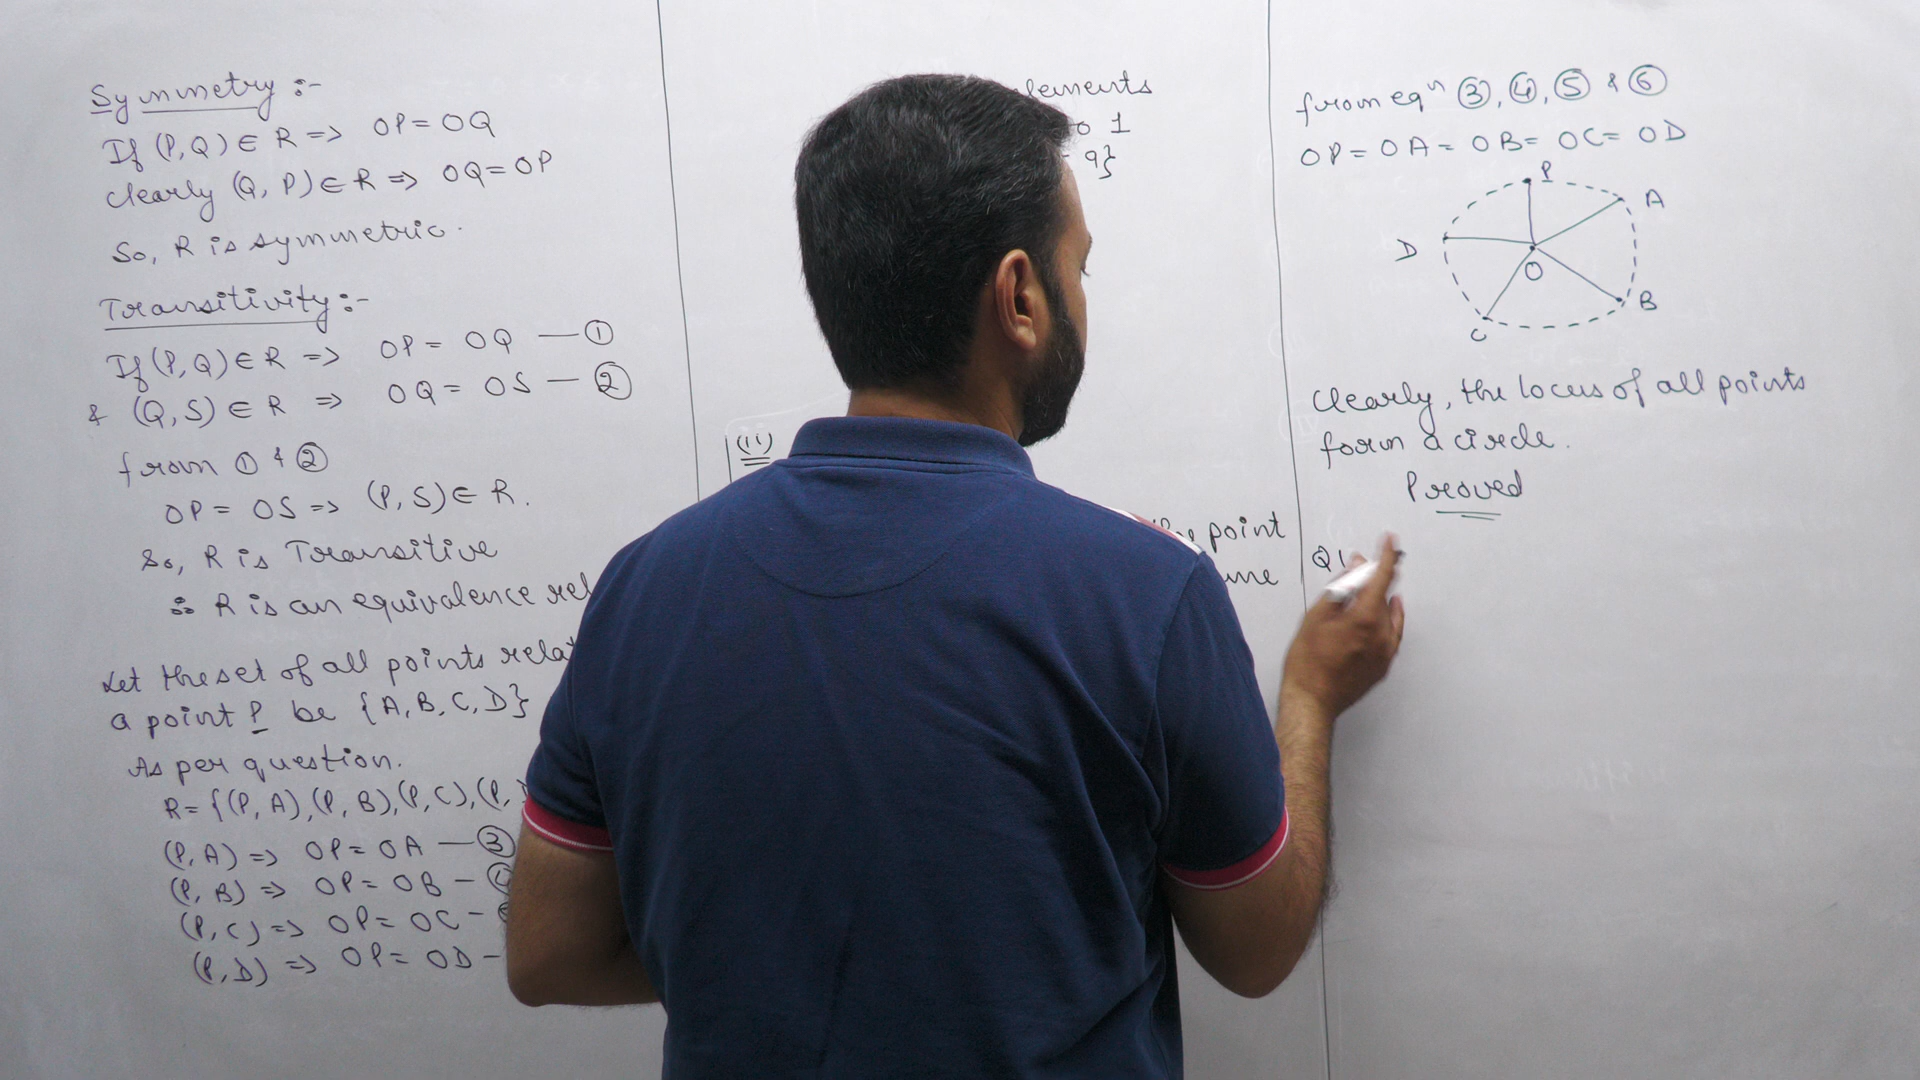 Symmetry :-
If (P,Q) ∈ R => OP = OQ
clearly (Q, P) ∈ R => OQ = OP
So, R is symmetric.
Transitivity :-
If (P,Q) ∈ R => OP = OQ — ①
& (Q,S) ∈ R => OQ = OS — ②
from ① & ②
OP = OS => (P,S) ∈ R.
So, R is Transitive
∴ R is an equivalence
Let the set of all points
a point P be {A, B, C, D}
As per question.
R = {(P, A), (P, B), (P, C), (P,
(P, A) => OP = OA — ③
(P, B) => OP = OB — ④
(P, C) => OP = OC —
(P, D) => OP = OD —
1
9}
(ii)
point
from eqⁿ ③, ④, ⑤ & ⑥
OP = OA = OB = OC = OD
P
A
D
O
B
C
Clearly, the locus of all points
form a circle.
Proved
Q1